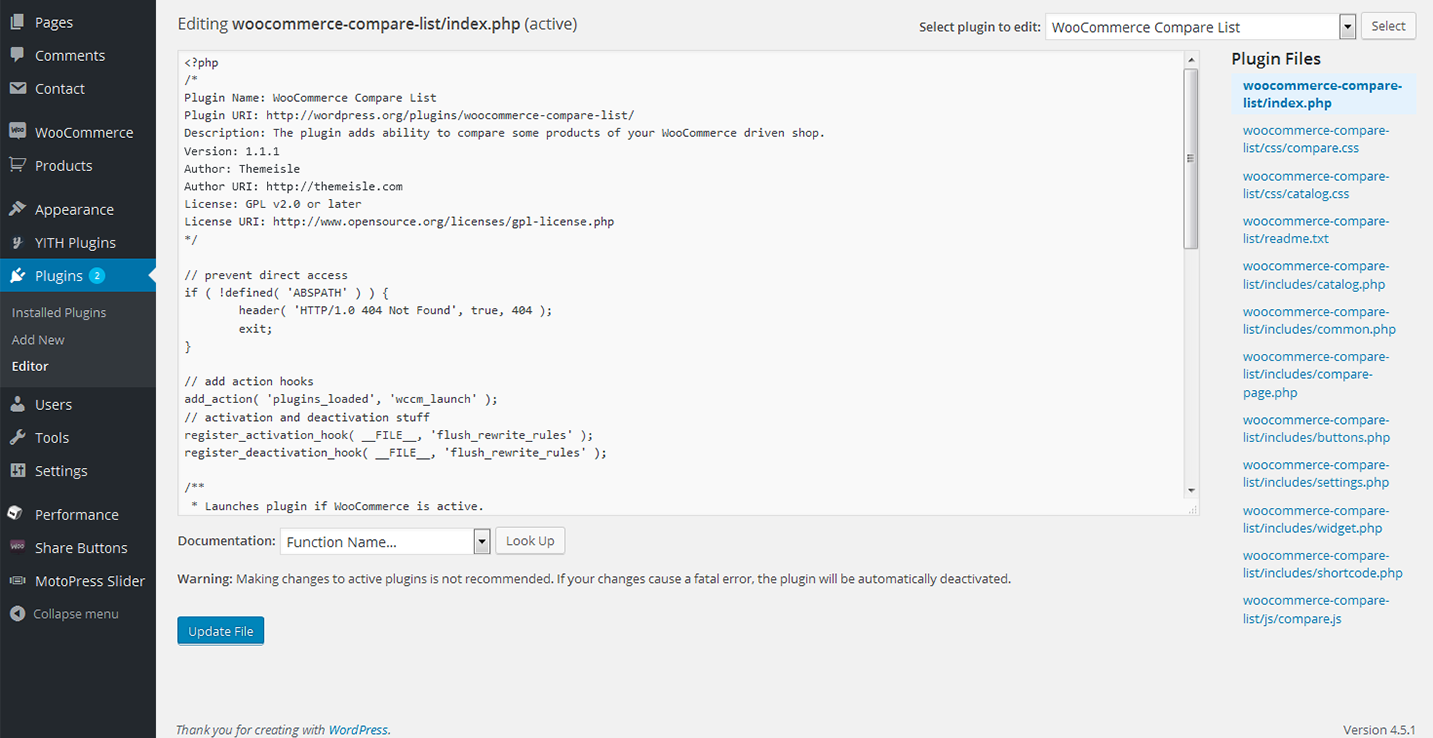 Pages
Comments
Contact
WooCommerce
Products
Appearance
YITH Plugins
Plugins 2
Installed Plugins
Add New
Editor
Users
Tools
Settings
Performance
Share Buttons
MotoPress Slider
Collapse menu
Editing woocommerce-compare-list/index.php (active)
Select plugin to edit: WooCommerce Compare List Select
<?php
/*
Plugin Name: WooCommerce Compare List
Plugin URI: http://wordpress.org/plugins/woocommerce-compare-list/
Description: The plugin adds ability to compare some products of your WooCommerce driven shop.
Version: 1.1.1
Author: Themeisle
Author URI: http://themeisle.com
License: GPL v2.0 or later
License URI: http://www.opensource.org/licenses/gpl-license.php
*/
// prevent direct access
if ( !defined( 'ABSPATH' ) ) {
header( 'HTTP/1.0 404 Not Found', true, 404 );
exit;
}
// add action hooks
add_action( 'plugins_loaded', 'wccm_launch' );
// activation and deactivation stuff
register_activation_hook( __FILE__, 'flush_rewrite_rules' );
register_deactivation_hook( __FILE__, 'flush_rewrite_rules' );
/**
* Launches plugin if WooCommerce is active.
Documentation: Function Name... Look Up
Warning: Making changes to active plugins is not recommended. If your changes cause a fatal error, the plugin will be automatically deactivated.
Update File
Plugin Files
woocommerce-compare-
list/index.php
woocommerce-compare-
list/css/compare.css
woocommerce-compare-
list/css/catalog.css
woocommerce-compare-
list/readme.txt
woocommerce-compare-
list/includes/catalog.php
woocommerce-compare-
list/includes/common.php
woocommerce-compare-
list/includes/compare-
page.php
woocommerce-compare-
list/includes/buttons.php
woocommerce-compare-
list/includes/settings.php
woocommerce-compare-
list/includes/widget.php
woocommerce-compare-
list/includes/shortcode.php
woocommerce-compare-
list/js/compare.js
Thank you for creating with WordPress.
Version 4.5.1